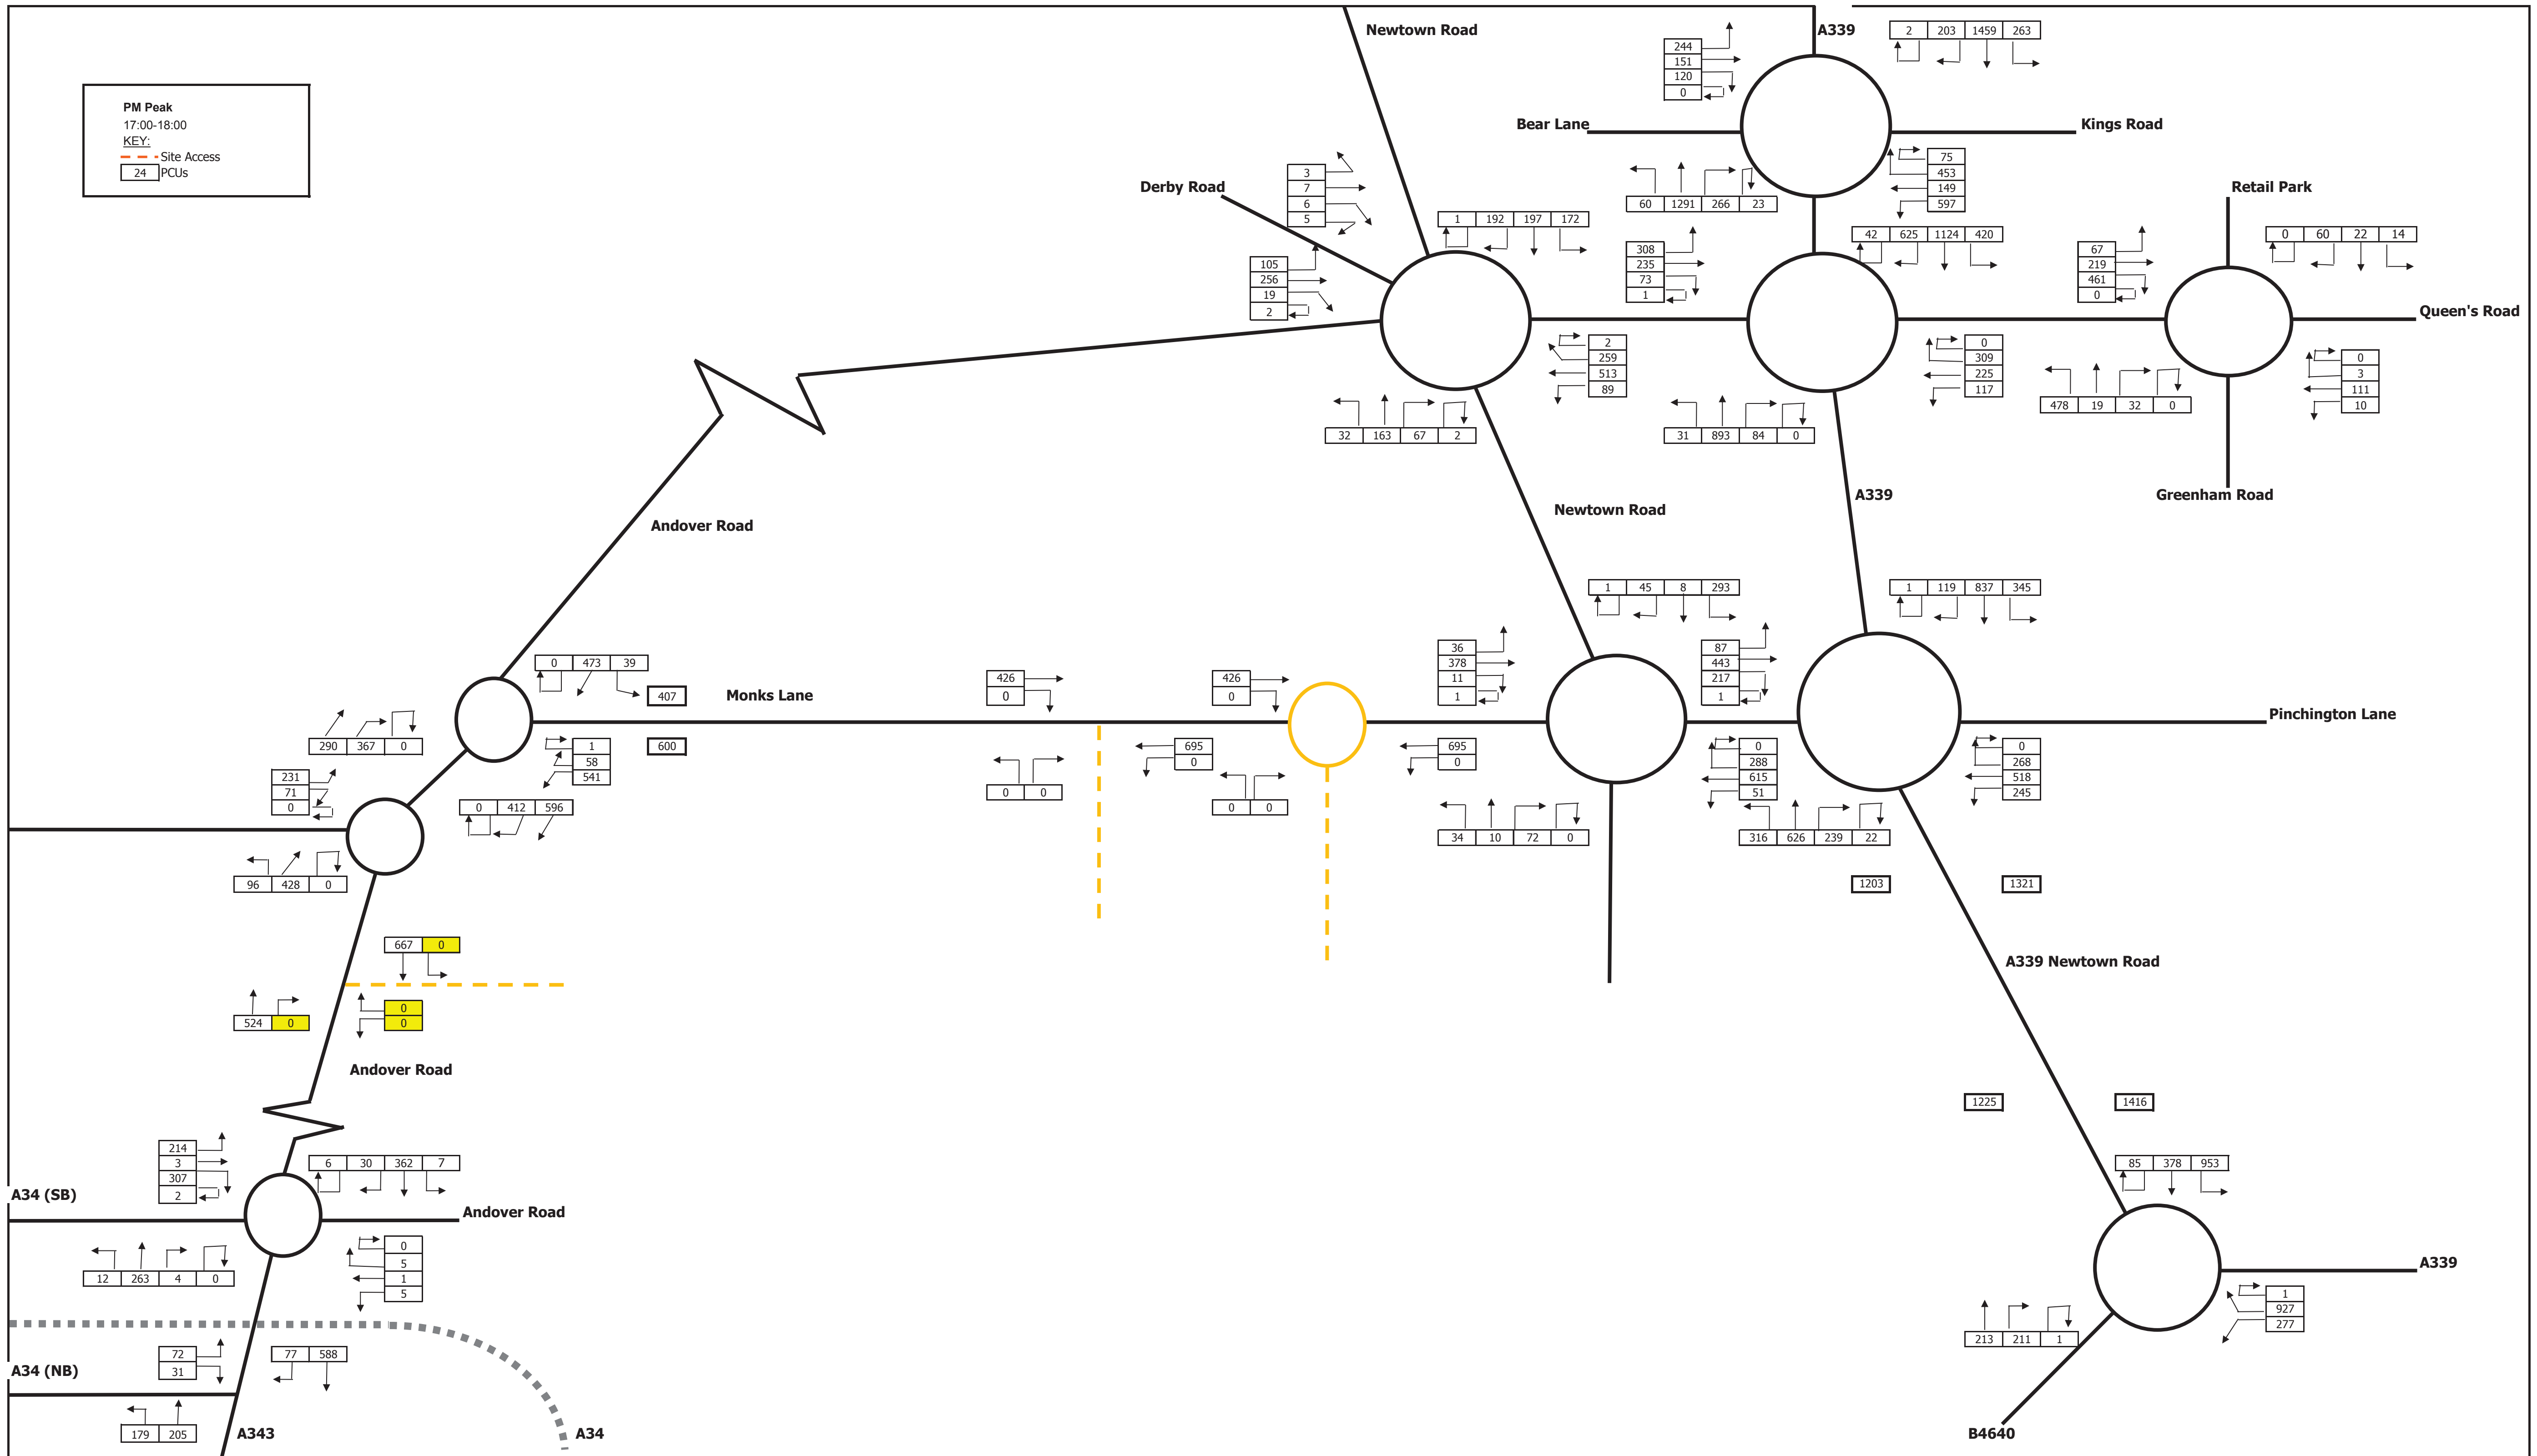 Newtown Road
A339
2 203 1459 263
244
151
120
0
PM Peak
17:00-18:00
KEY:
Site Access
24 PCUs
Bear Lane
Kings Road
75
453
149
597
60 1291 266 23
Derby Road
3
7
6
5
Retail Park
1 192 197 172
42 625 1124 420
0 60 22 14
308
235
73
1
67
219
461
0
105
256
19
2
Queen's Road
2
259
513
89
0
309
225
117
0
3
111
10
478 19 32 0
32 163 67 2
31 893 84 0
A339
Greenham Road
Newtown Road
Andover Road
1 45 8 293
1 119 837 345
36
378
11
1
87
443
217
1
0 473 39
407
Monks Lane
426
0
426
0
Pinchington Lane
290 367 0
1
58
541
600
695
0
695
0
0
288
615
51
0
268
518
245
231
71
0
0 412 596
0 0
0 0
34 10 72 0
316 626 239 22
96 428 0
1203
1321
667 0
A339 Newtown Road
524 0
0
0
Andover Road
1225
1416
214
3
307
2
6 30 362 7
85 378 953
A34 (SB)
Andover Road
0
5
1
5
12 263 4 0
A339
1
927
277
213 211 1
72
31
77 588
A34 (NB)
179 205
A343
A34
B4640